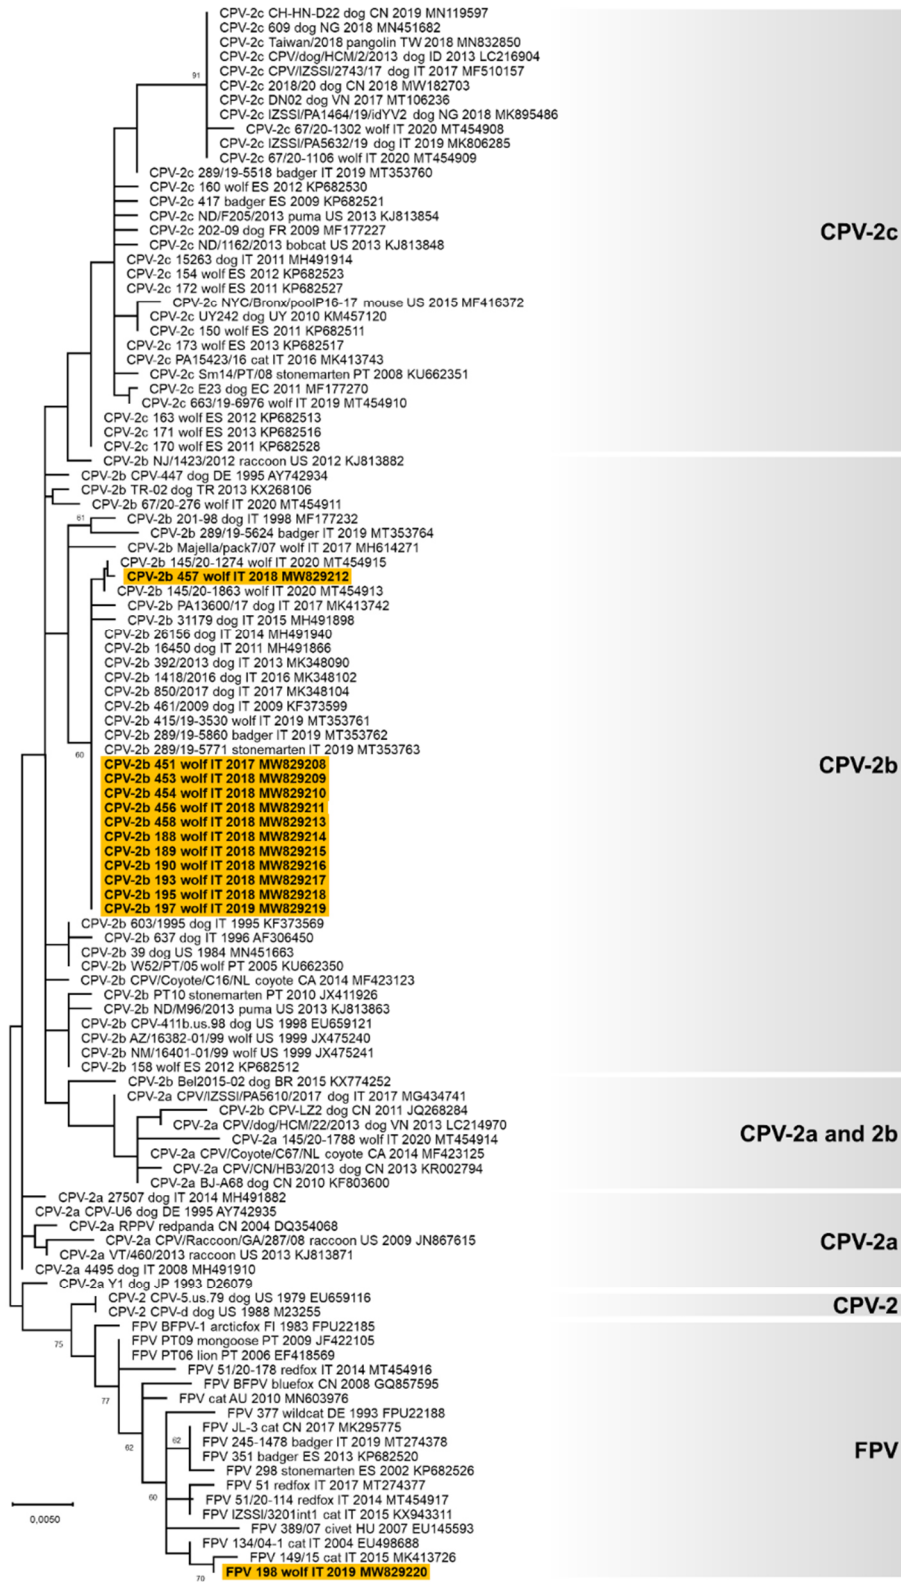 CPV-2c CH-HN-D22 dog CN 2019 MN119597
CPV-2c 609 dog NG 2018 MN451682
CPV-2c Taiwan/2018 pangolin TW 2018 MN832850
CPV-2c CPV/dog/HCM/2/2013 dog ID 2013 LC216904
CPV-2c CPV/IZSSI/2743/17 dog IT 2017 MF510157
91
CPV-2c 2018/20 dog CN 2018 MW182703
CPV-2c DN02 dog VN 2017 MT106236
CPV-2c IZSSI/PA1464/19/idYV2 dog NG 2018 MK895486
CPV-2c 67/20-1302 wolf IT 2020 MT454908
CPV-2c IZSSI/PA5632/19 dog IT 2019 MK806285
CPV-2c 67/20-1106 wolf IT 2020 MT454909
CPV-2c 289/19-5518 badger IT 2019 MT353760
CPV-2c 160 wolf ES 2012 KP682530
CPV-2c 417 badger ES 2009 KP682521
CPV-2c ND/F205/2013 puma US 2013 KJ813854
CPV-2c 202-09 dog FR 2009 MF177227
CPV-2c
CPV-2c ND/1162/2013 bobcat US 2013 KJ813848
CPV-2c 15263 dog IT 2011 MH491914
CPV-2c 154 wolf ES 2012 KP682523
CPV-2c 172 wolf ES 2011 KP682527
CPV-2c NYC/Bronx/poolP16-17 mouse US 2015 MF416372
CPV-2c UY242 dog UY 2010 KM457120
CPV-2c 150 wolf ES 2011 KP682511
CPV-2c 173 wolf ES 2013 KP682517
CPV-2c PA15423/16 cat IT 2016 MK413743
CPV-2c Sm14/PT/08 stonemarten PT 2008 KU662351
CPV-2c E23 dog EC 2011 MF177270
CPV-2c 663/19-6976 wolf IT 2019 MT454910
CPV-2c 163 wolf ES 2012 KP682513
CPV-2c 171 wolf ES 2013 KP682516
CPV-2c 170 wolf ES 2011 KP682528
CPV-2b NJ/1423/2012 raccoon US 2012 KJ813882
CPV-2b CPV-447 dog DE 1995 AY742934
CPV-2b TR-02 dog TR 2013 KX268106
CPV-2b 67/20-276 wolf IT 2020 MT454911
61
CPV-2b 201-98 dog IT 1998 MF177232
CPV-2b 289/19-5624 badger IT 2019 MT353764
CPV-2b Majella/pack7/07 wolf IT 2017 MH614271
CPV-2b 145/20-1274 wolf IT 2020 MT454915
CPV-2b 457 wolf IT 2018 MW829212
CPV-2b 145/20-1863 wolf IT 2020 MT454913
CPV-2b PA13600/17 dog IT 2017 MK413742
CPV-2b 31179 dog IT 2015 MH491898
CPV-2b 26156 dog IT 2014 MH491940
CPV-2b 16450 dog IT 2011 MH491866
CPV-2b 392/2013 dog IT 2013 MK348090
CPV-2b 1418/2016 dog IT 2016 MK348102
CPV-2b 850/2017 dog IT 2017 MK348104
CPV-2b 461/2009 dog IT 2009 KF373599
CPV-2b 415/19-3530 wolf IT 2019 MT353761
CPV-2b 289/19-5860 badger IT 2019 MT353762
CPV-2b 289/19-5771 stonemarten IT 2019 MT353763
60
CPV-2b 451 wolf IT 2017 MW829208
CPV-2b
CPV-2b 453 wolf IT 2018 MW829209
CPV-2b 454 wolf IT 2018 MW829210
CPV-2b 456 wolf IT 2018 MW829211
CPV-2b 458 wolf IT 2018 MW829213
CPV-2b 188 wolf IT 2018 MW829214
CPV-2b 189 wolf IT 2018 MW829215
CPV-2b 190 wolf IT 2018 MW829216
CPV-2b 193 wolf IT 2018 MW829217
CPV-2b 195 wolf IT 2018 MW829218
CPV-2b 197 wolf IT 2019 MW829219
CPV-2b 603/1995 dog IT 1995 KF373569
CPV-2b 637 dog IT 1996 AF306450
CPV-2b 39 dog US 1984 MN451663
CPV-2b W52/PT/05 wolf PT 2005 KU662350
CPV-2b CPV/Coyote/C16/NL coyote CA 2014 MF423123
CPV-2b PT10 stonemarten PT 2010 JX411926
CPV-2b ND/M96/2013 puma US 2013 KJ813863
CPV-2b CPV-411b.us.98 dog US 1998 EU659121
CPV-2b AZ/16382-01/99 wolf US 1999 JX475240
CPV-2b NM/16401-01/99 wolf US 1999 JX475241
CPV-2b 158 wolf ES 2012 KP682512
CPV-2b Bel2015-02 dog BR 2015 KX774252
CPV-2a CPV/IZSSI/PA5610/2017 dog IT 2017 MG434741
CPV-2b CPV-LZ2 dog CN 2011 JQ268284
CPV-2a CPV/dog/HCM/22/2013 dog VN 2013 LC214970
CPV-2a and 2b
CPV-2a 145/20-1788 wolf IT 2020 MT454914
CPV-2a CPV/Coyote/C67/NL coyote CA 2014 MF423125
CPV-2a CPV/CN/HB3/2013 dog CN 2013 KR002794
CPV-2a BJ-A68 dog CN 2010 KF803600
CPV-2a 27507 dog IT 2014 MH491882
CPV-2a CPV-U6 dog DE 1995 AY742935
CPV-2a RPPV redpanda CN 2004 DQ354068
CPV-2a CPV/Raccoon/GA/287/08 raccoon US 2009 JN867615
CPV-2a
CPV-2a VT/460/2013 raccoon US 2013 KJ813871
CPV-2a 4495 dog IT 2008 MH491910
CPV-2a Y1 dog JP 1993 D26079
CPV-2 CPV-5.us.79 dog US 1979 EU659116
CPV-2
CPV-2 CPV-d dog US 1988 M23255
FPV BFPV-1 arcticfox FI 1983 FPU22185
75
FPV PT09 mongoose PT 2009 JF422105
FPV PT06 lion PT 2006 EF418569
FPV 51/20-178 redfox IT 2014 MT454916
FPV BFPV bluefox CN 2008 GQ857595
77
FPV cat AU 2010 MN603976
FPV 377 wildcat DE 1993 FPU22188
FPV JL-3 cat CN 2017 MK295775
62
62
FPV 245-1478 badger IT 2019 MT274378
FPV
FPV 351 badger ES 2013 KP682520
FPV 298 stonemarten ES 2002 KP682526
FPV 51 redfox IT 2017 MT274377
60
FPV 51/20-114 redfox IT 2014 MT454917
0,0050
FPV IZSSI/3201int1 cat IT 2015 KX943311
FPV 389/07 civet HU 2007 EU145593
FPV 134/04-1 cat IT 2004 EU498688
FPV 149/15 cat IT 2015 MK413726
70
FPV 198 wolf IT 2019 MW829220